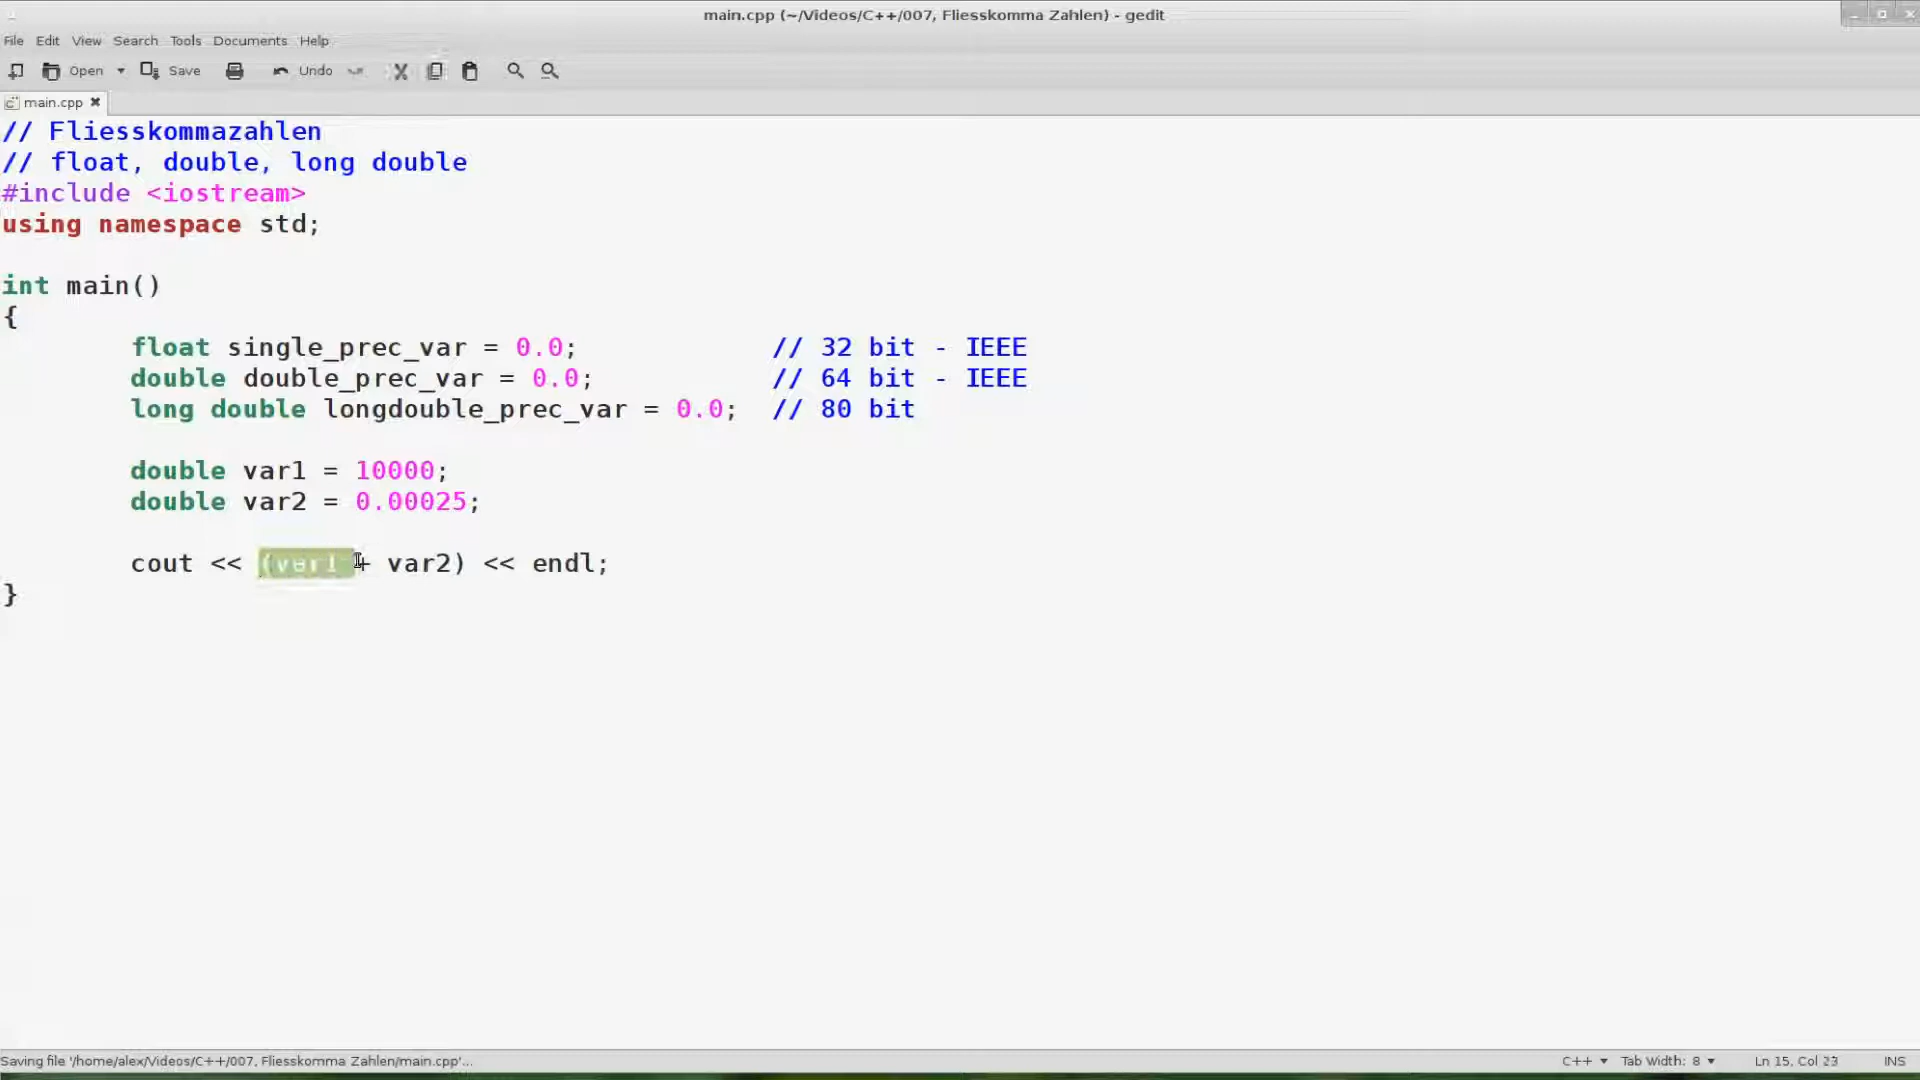 main.cpp (~/Videos/C++/007, Fliesskomma Zahlen) - gedit
File Edit View Search Tools Documents Help
Open Save Undo
main.cpp
// Fliesskommazahlen
// float, double, long double
#include <iostream>
using namespace std;
int main()
{
float single_prec_var = 0.0; // 32 bit - IEEE
double double_prec_var = 0.0; // 64 bit - IEEE
long double longdouble_prec_var = 0.0; // 80 bit
double var1 = 10000;
double var2 = 0.00025;
cout << (var1 + var2) << endl;
}
Saving file '/home/alex/Videos/C++/007, Fliesskomma Zahlen/main.cpp'... C++ Tab Width: 8 Ln 15, Col 23 INS